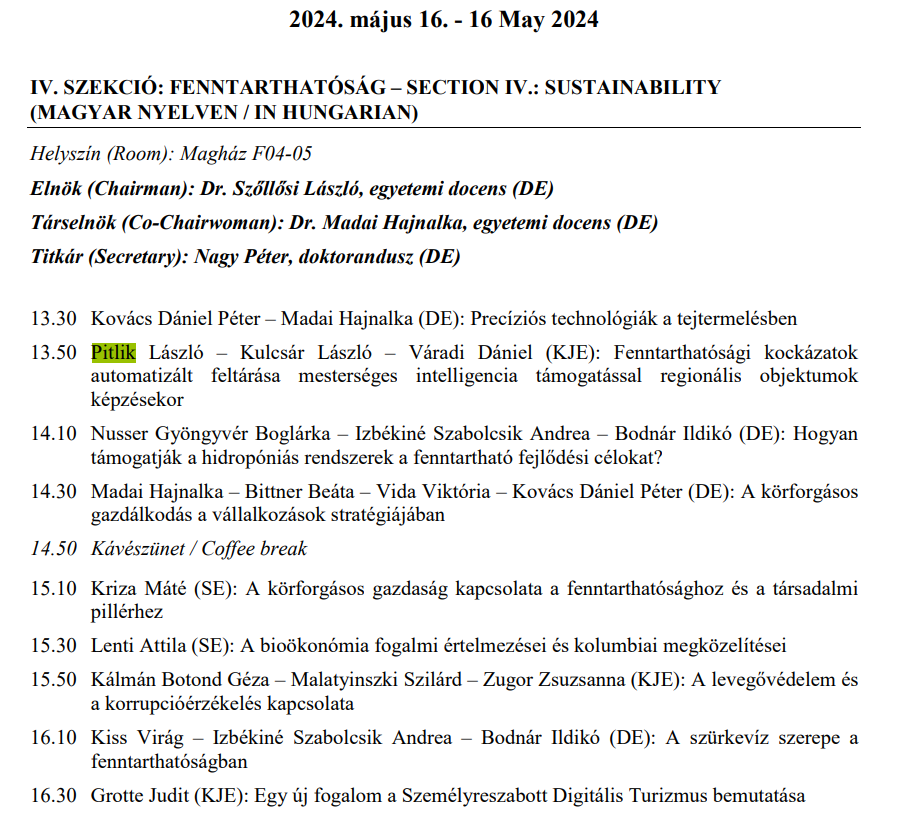 2024. május 16. - 16 May 2024
IV. SZEKCIÓ: FENNTARTHATÓSÁG – SECTION IV.: SUSTAINABILITY
(MAGYAR NYELVEN / IN HUNGARIAN)
Helyszín (Room): Magház F04-05
Elnök (Chairman): Dr. Szőllősi László, egyetemi docens (DE)
Társelnök (Co-Chairwoman): Dr. Madai Hajnalka, egyetemi docens (DE)
Titkár (Secretary): Nagy Péter, doktorandusz (DE)
13.30 Kovács Dániel Péter – Madai Hajnalka (DE): Precíziós technológiák a tejtermelésben
13.50 Pitlik László – Kulcsár László – Váradi Dániel (KJE): Fenntarthatósági kockázatok
automatizált feltárása mesterséges intelligencia támogatással regionális objektumok
képzésekor
14.10 Nusser Gyöngyvér Boglárka – Izbékiné Szabolcsik Andrea – Bodnár Ildikó (DE): Hogyan
támogatják a hidropóniás rendszerek a fenntartható fejlődési célokat?
14.30 Madai Hajnalka – Bittner Beáta – Vida Viktória – Kovács Dániel Péter (DE): A körforgásos
gazdálkodás a vállalkozások stratégiájában
14.50 Kávészünet / Coffee break
15.10 Kriza Máté (SE): A körforgásos gazdaság kapcsolata a fenntarthatósághoz és a társadalmi
pillérhez
15.30 Lenti Attila (SE): A bioökonómia fogalmi értelmezései és kolumbiai megközelítései
15.50 Kálmán Botond Géza – Malatyinszki Szilárd – Zugor Zsuzsanna (KJE): A levegővédelem és
a korrupcióérzékelés kapcsolata
16.10 Kiss Virág – Izbékiné Szabolcsik Andrea – Bodnár Ildikó (DE): A szürkevíz szerepe a
fenntarthatóságban
16.30 Grotte Judit (KJE): Egy új fogalom a Személyreszabott Digitális Turizmus bemutatása